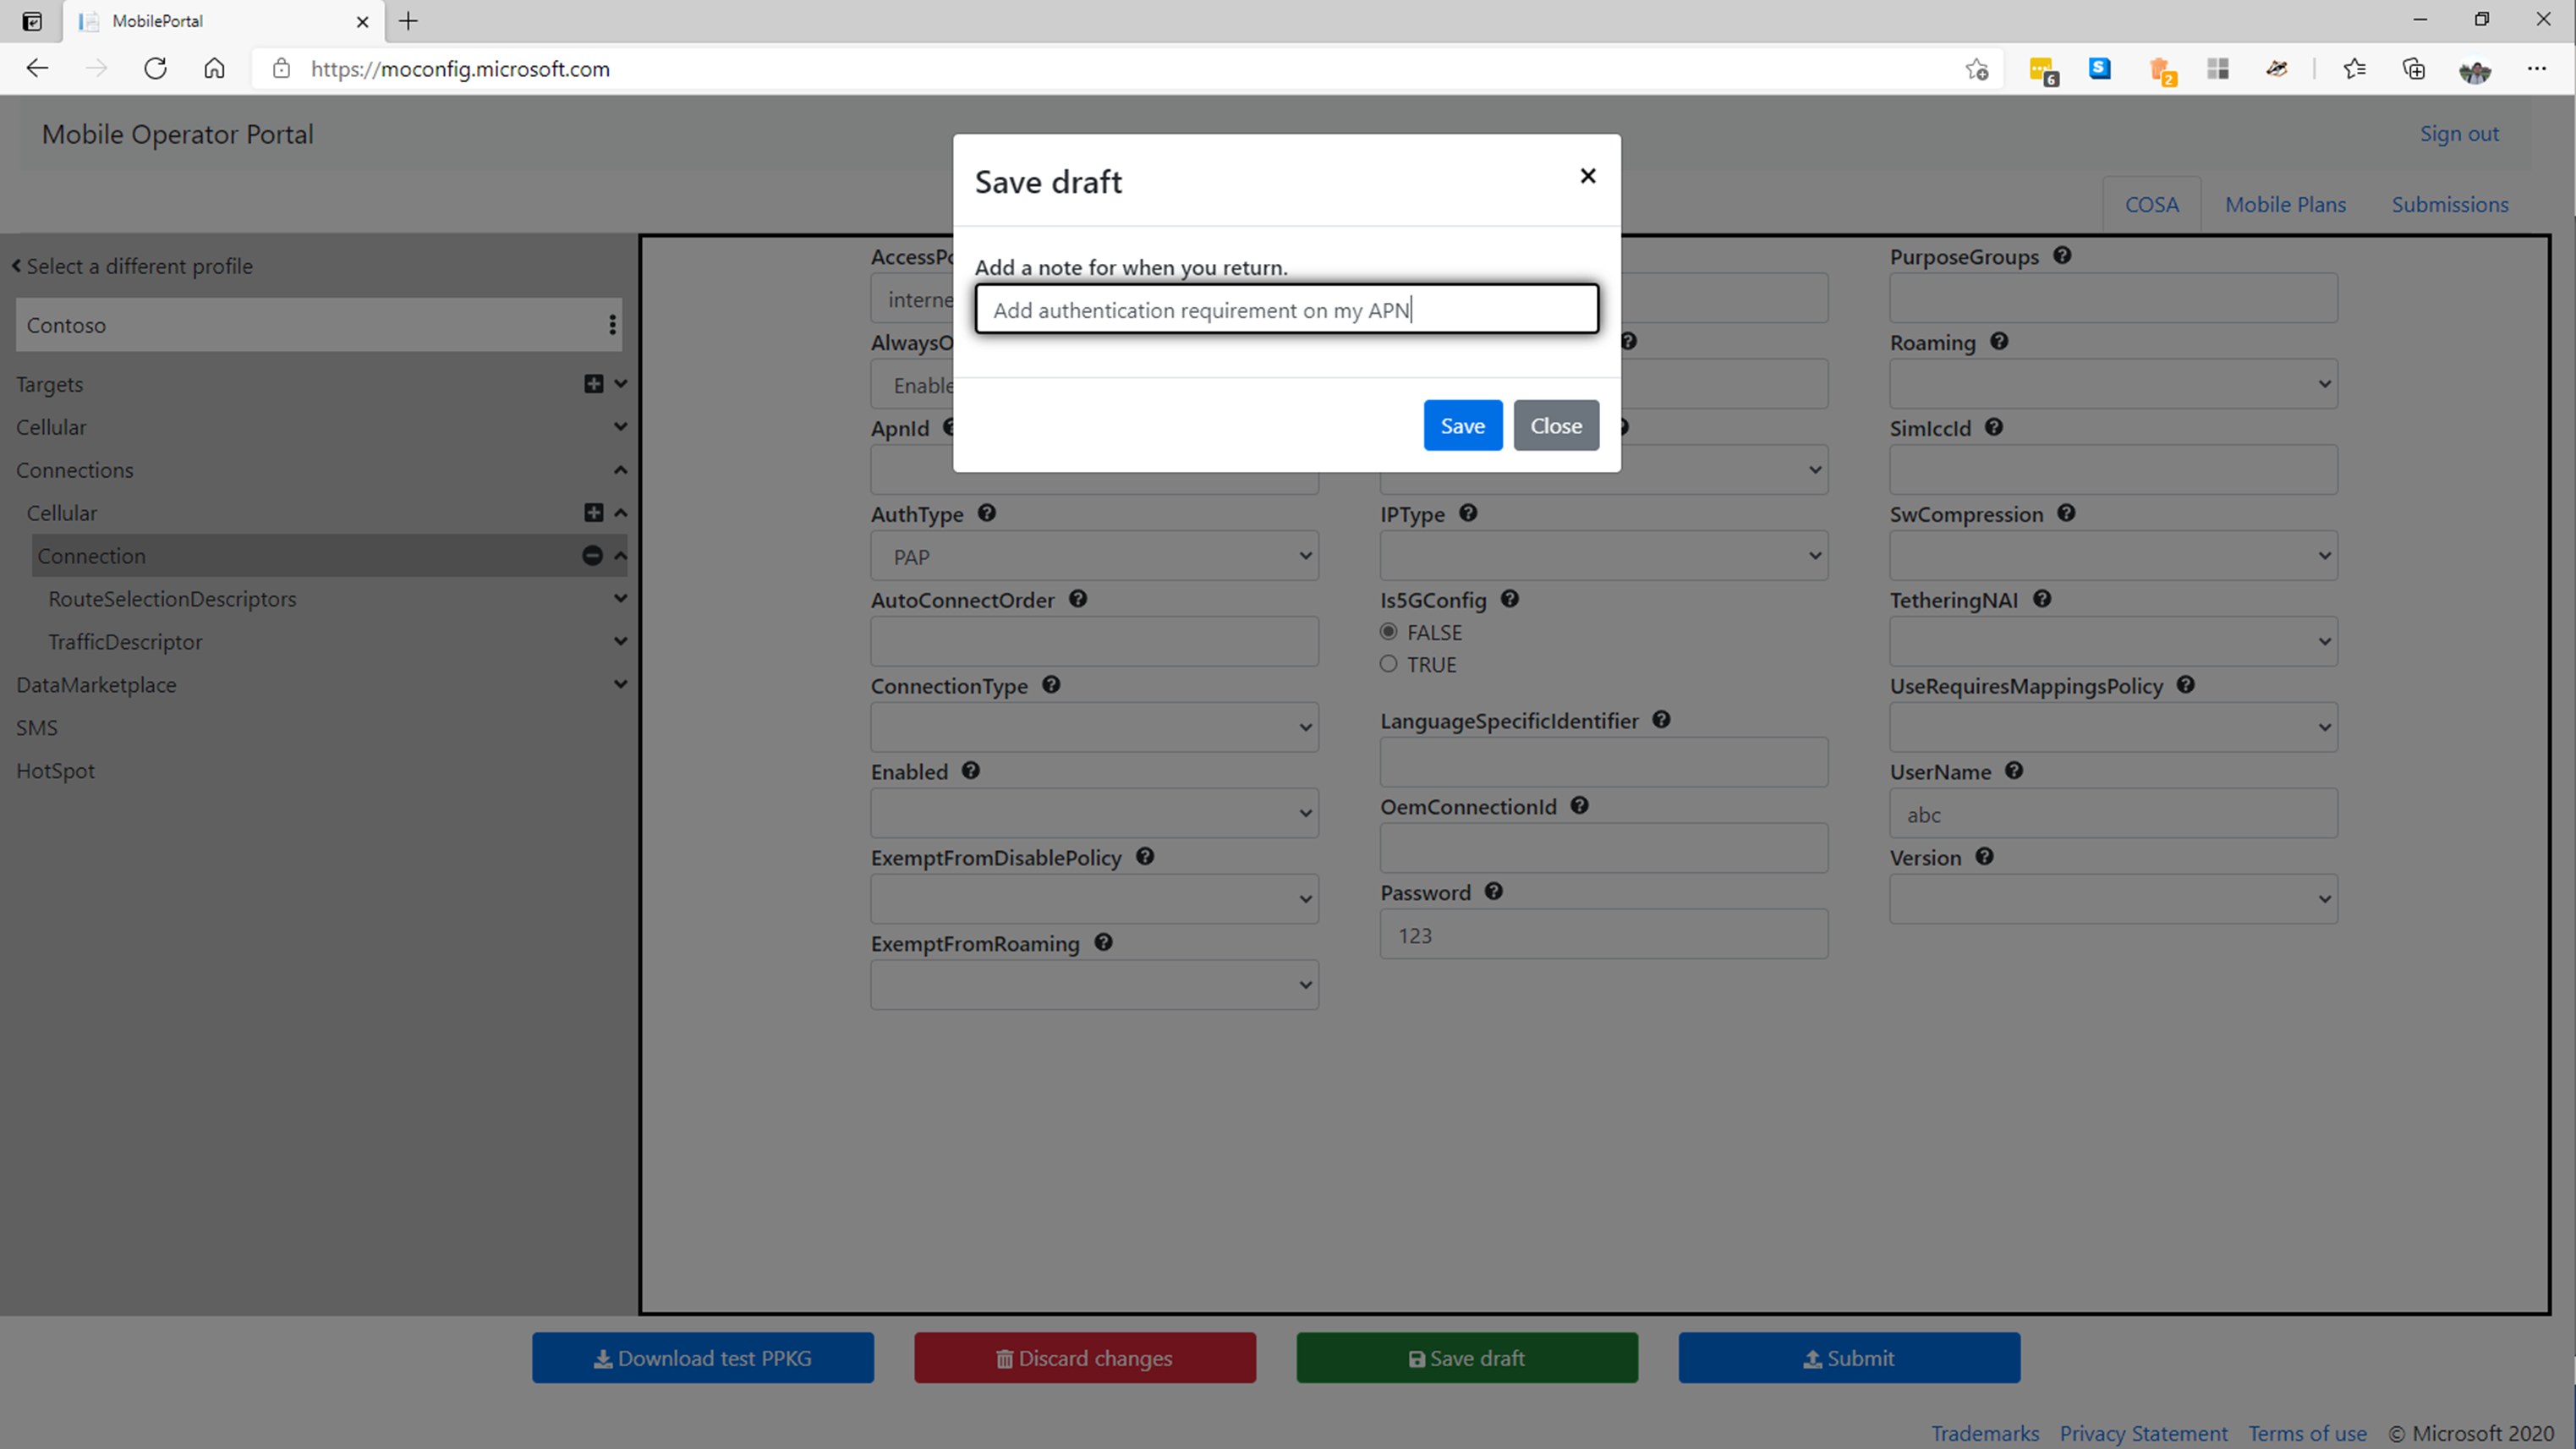 MobilePortal
https://moconfig.microsoft.com
6
S
2
Mobile Operator Portal
Sign out
COSA
Mobile Plans
Submissions
Save draft
Add a note for when you return.
Add authentication requirement on my APN
Save
Close
Select a different profile
Contoso
Targets
Cellular
Connections
Cellular
Connection
RouteSelectionDescriptors
TrafficDescriptor
DataMarketplace
SMS
HotSpot
AccessPo
interne
AlwaysO
Enable
ApnId
AuthType
PAP
AutoConnectOrder
ConnectionType
Enabled
ExemptFromDisablePolicy
ExemptFromRoaming
IPType
Is5GConfig
FALSE
TRUE
LanguageSpecificIdentifier
OemConnectionId
Password
123
PurposeGroups
Roaming
SimIccId
SwCompression
TetheringNAI
UseRequiresMappingsPolicy
UserName
abc
Version
Download test PPKG
Discard changes
Save draft
Submit
Trademarks Privacy Statement Terms of use © Microsoft 2020